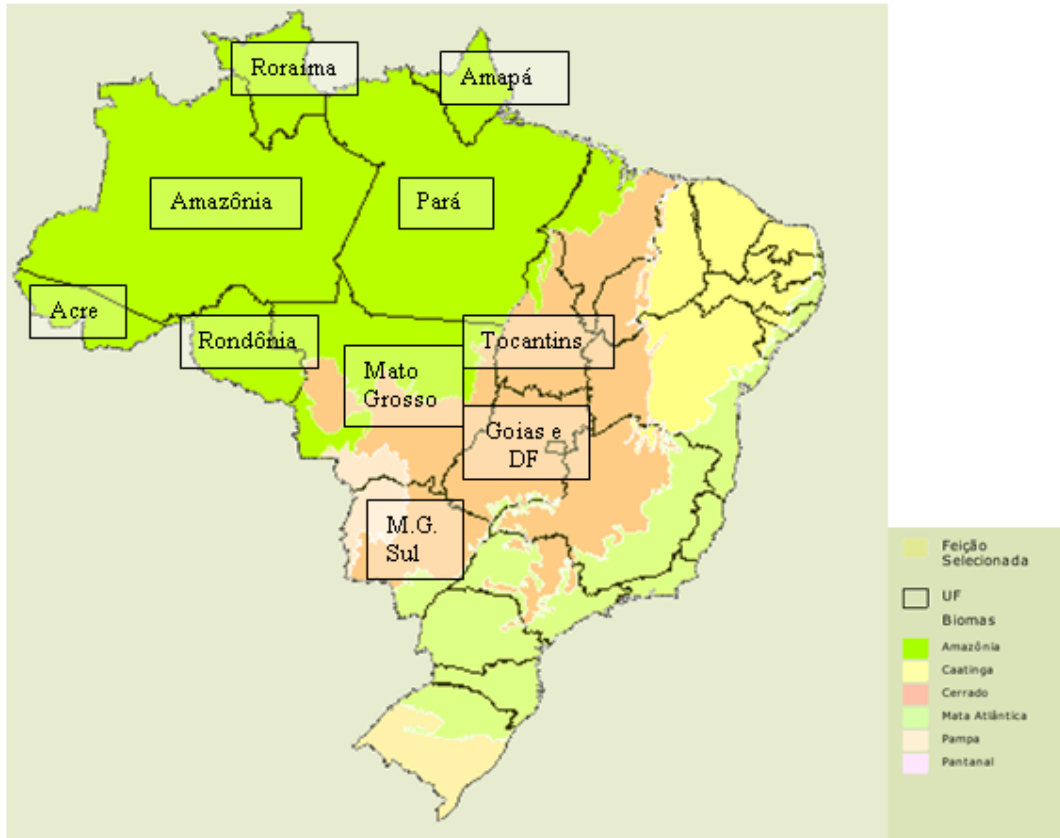 Roraima
Amapá
Amazônia
Pará
Acre
Rondônia
Tocantins
Mato
Grosso
Goias e
DF
M.G.
Sul
Feição
Selecionada
UF
Biomas
Amazônia
Caatinga
Cerrado
Mata Atlântica
Pampa
Pantanal